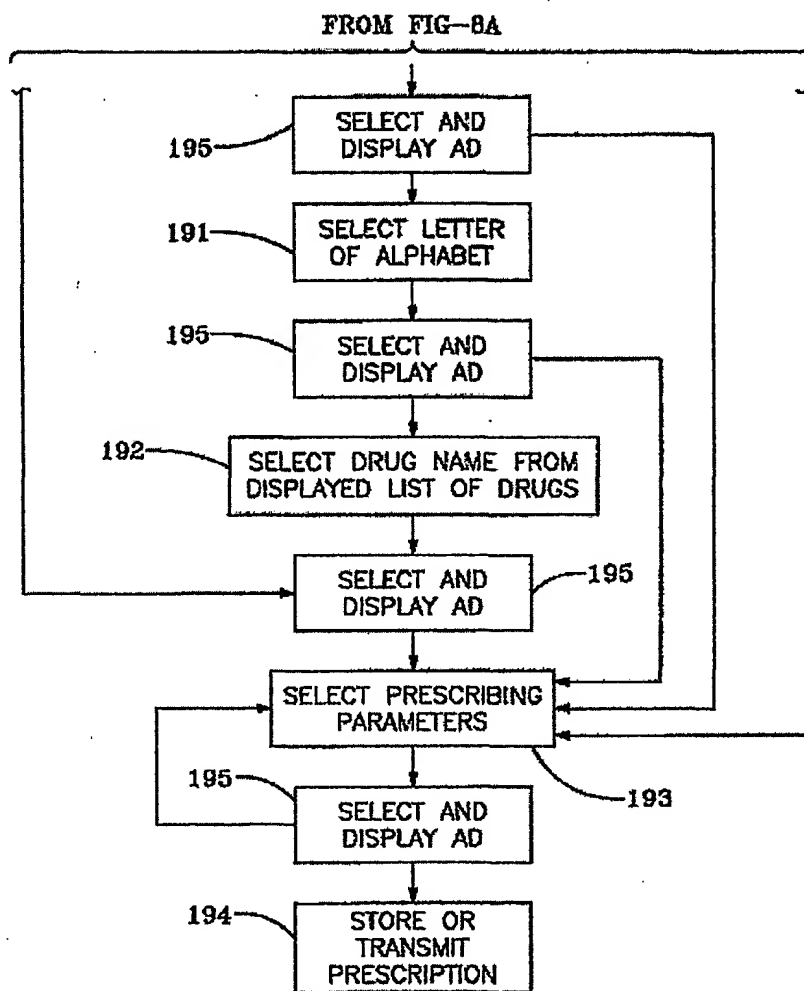 FROM FIG-8A
195
SELECT AND
DISPLAY AD
191
SELECT LETTER
OF ALPHABET
195
SELECT AND
DISPLAY AD
192
SELECT DRUG NAME FROM
DISPLAYED LIST OF DRUGS
SELECT AND
DISPLAY AD
195
SELECT PRESCRIBING
PARAMETERS
193
195
SELECT AND
DISPLAY AD
194
STORE OR
TRANSMIT
PRESCRIPTION